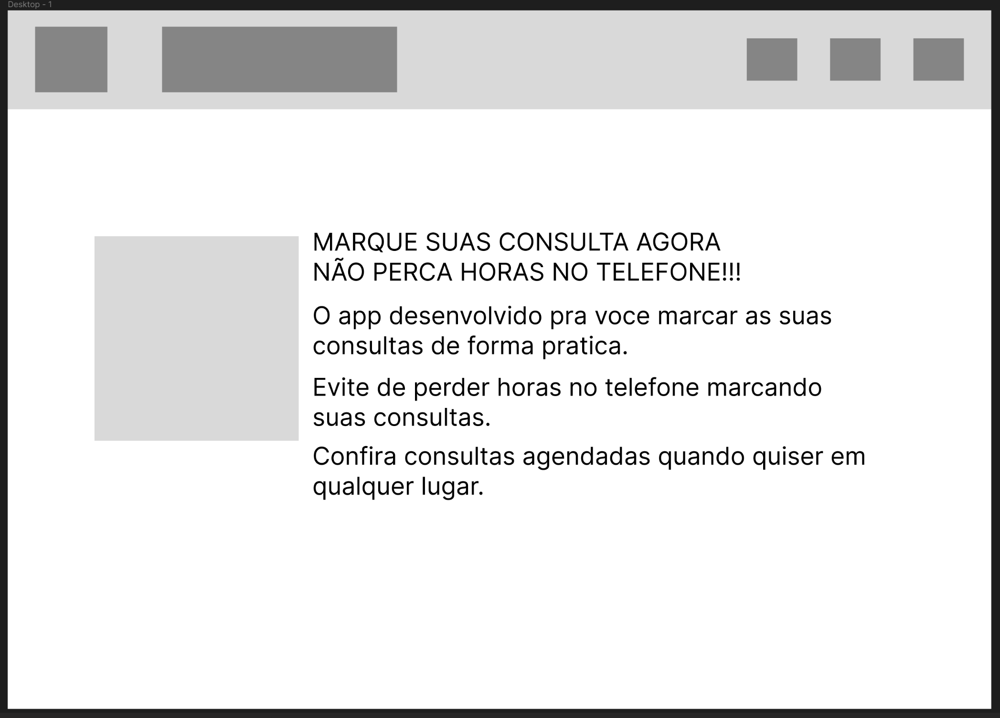 Desktop - 1
MARQUE SUAS CONSULTA AGORA
NÃO PERCA HORAS NO TELEFONE!!!
O app desenvolvido pra voce marcar as suas
consultas de forma pratica.
Evite de perder horas no telefone marcando
suas consultas.
Confira consultas agendadas quando quiser em
qualquer lugar.